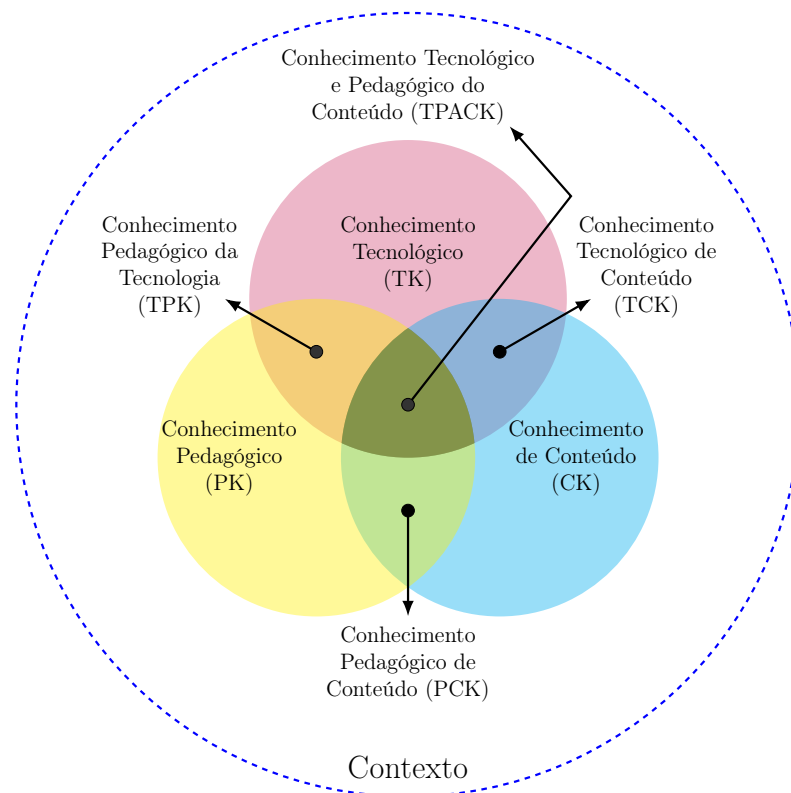 Conhecimento Tecnológico
e Pedagógico do
Conteúdo (TPACK)
Conhecimento
Pedagógico da
Tecnologia
(TPK)
Conhecimento
Tecnológico
(TK)
Conhecimento
Tecnológico de
Conteúdo
(TCK)
Conhecimento
Pedagógico
(PK)
Conhecimento
de Conteúdo
(CK)
Conhecimento
Pedagógico de
Conteúdo (PCK)
Contexto